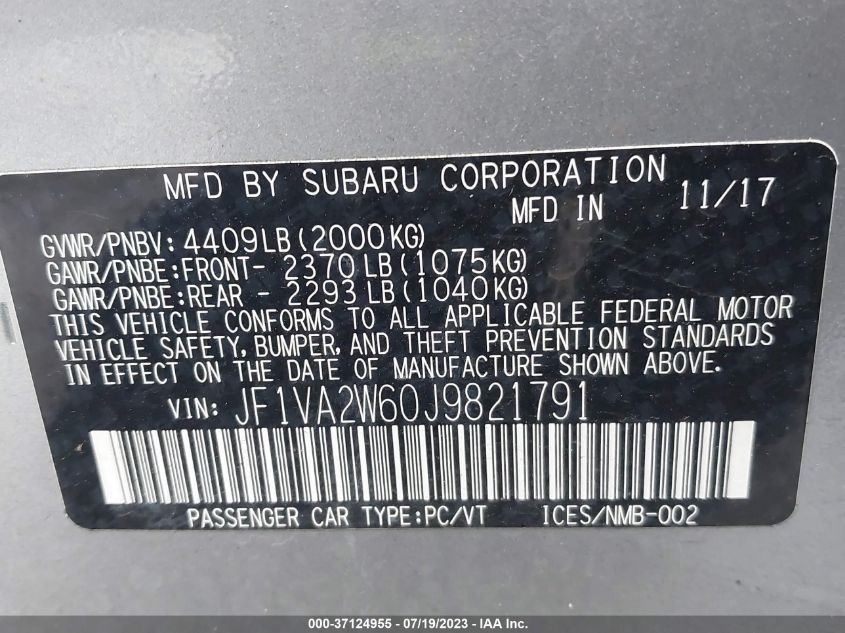 MFD BY SUBARU CORPORATION
MFD IN 11/17
GVWR/PNBV: 4409LB(2000KG)
GAWR/PNBE:FRONT- 2370LB(1075KG)
GAWR/PNBE:REAR - 2293LB(1040KG)
THIS VEHICLE CONFORMS TO ALL APPLICABLE FEDERAL MOTOR
VEHICLE SAFETY, BUMPER, AND THEFT PREVENTION STANDARDS
IN EFFECT ON THE DATE OF MANUFACTURE SHOWN ABOVE.
VIN: JF1VA2W60J9821791
PASSENGER CAR TYPE:PC/VT ICES/NMB-002
000-37124955 - 07/19/2023 - IAA Inc.